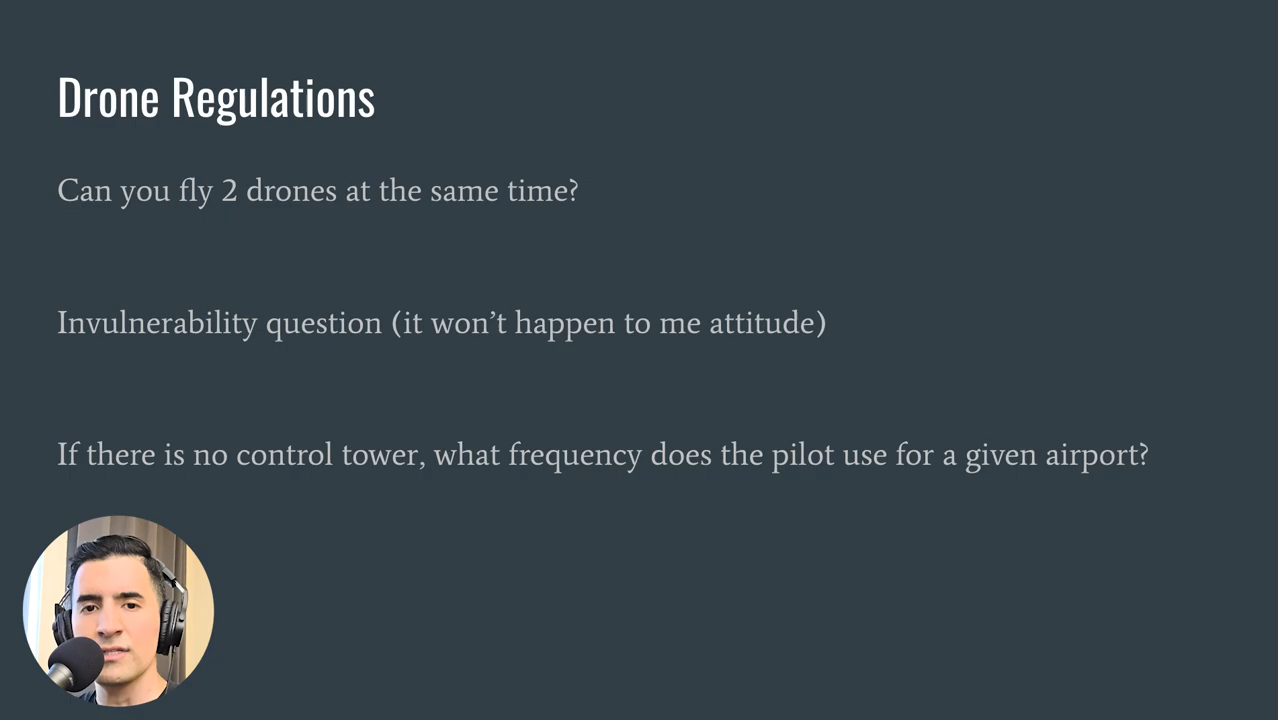 Drone Regulations
Can you fly 2 drones at the same time?
Invulnerability question (it won’t happen to me attitude)
If there is no control tower, what frequency does the pilot use for a given airport?